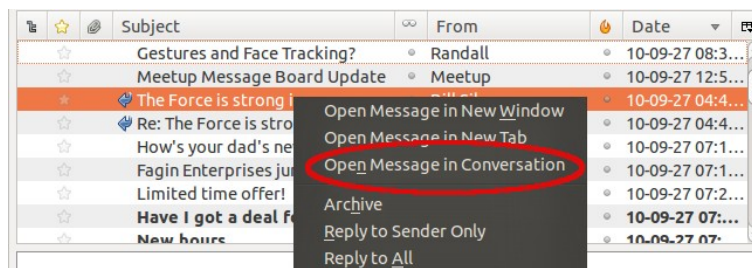 Subject From Date
Gestures and Face Tracking? Randall 10-09-27 08:3...
Meetup Message Board Update Meetup 10-09-27 12:5...
The Force is strong 10-09-27 04:4...
Re: The Force is stro 10-09-27 04:4...
How's your dad's ne 10-09-27 07:1...
Fagin Enterprises ju 10-09-27 07:1...
Limited time offer! 10-09-27 07:2...
Have I got a deal f 10-09-27 07:...
New hours 10-09-27 07:
Open Message in New Window
Open Message in New Tab
Open Message in Conversation
Archive
Reply to Sender Only
Reply to All